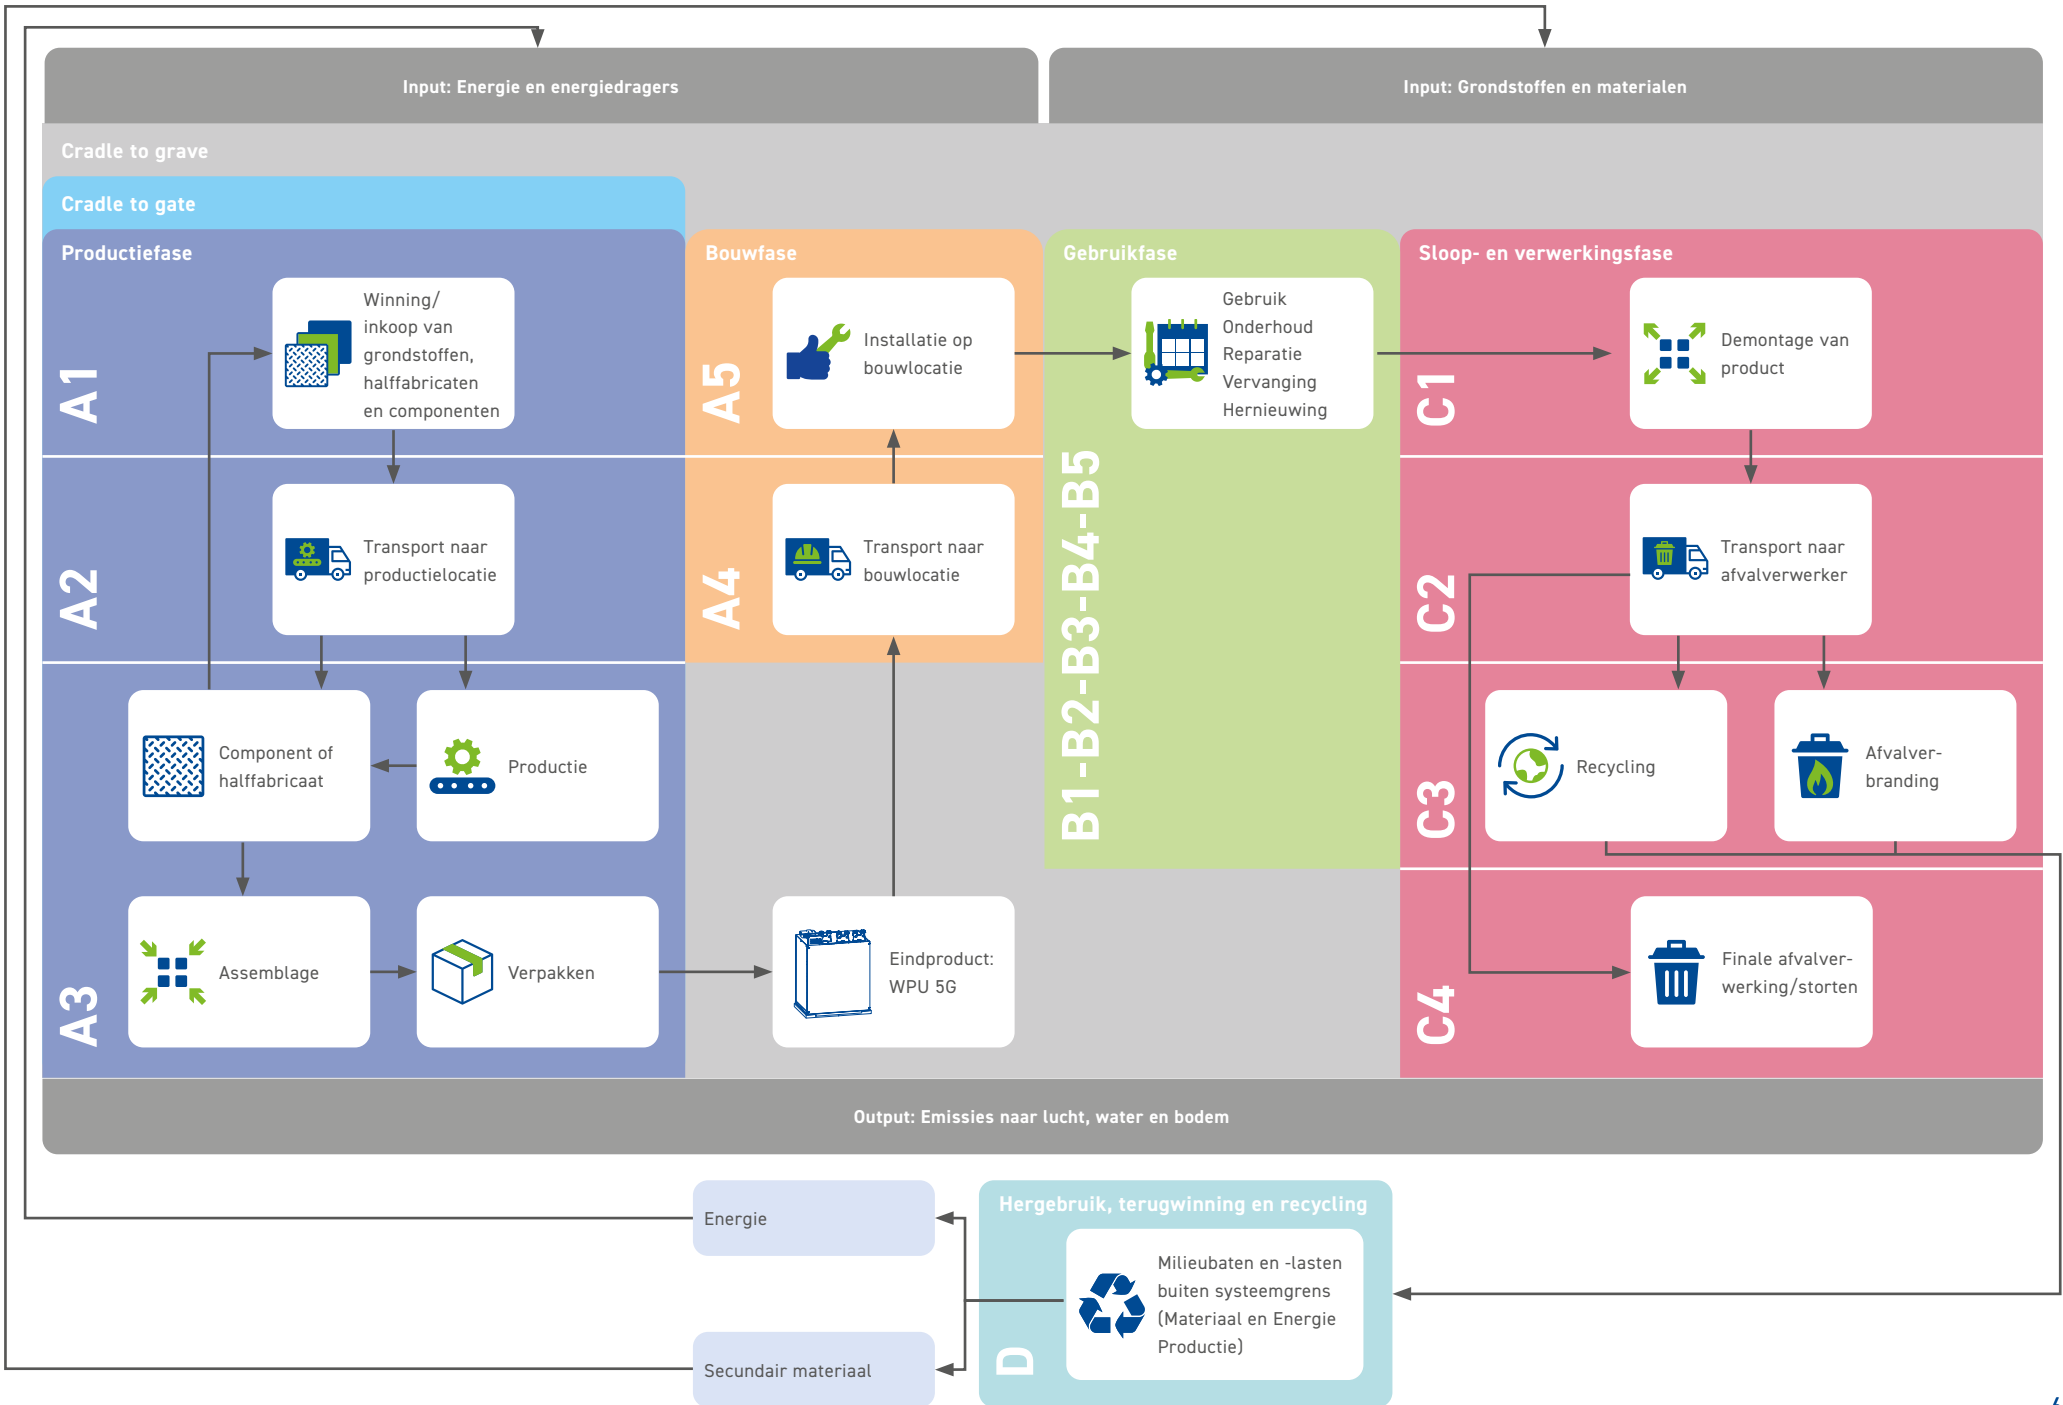 Input: Energie en energiedragers
Input: Grondstoffen en materialen
Cradle to grave
Cradle to gate
Productiefase
Bouwfase
Gebruikfase
Sloop- en verwerkingsfase
A1
Winning/
inkoop van
grondstoffen,
halffabricaten
en componenten
A5
Installatie op
bouwlocatie
Gebruik
Onderhoud
Reparatie
Vervanging
Hernieuwing
C1
Demontage van
product
A2
Transport naar
productielocatie
A4
Transport naar
bouwlocatie
B1-B2-B3-B4-B5
C2
Transport naar
afvalverwerker
Component of
halffabricaat
Productie
C3
Recycling
Afvalver-
branding
A3
Assemblage
Verpakken
Eindproduct:
WPU 5G
C4
Finale afvalver-
werking/storten
Output: Emissies naar lucht, water en bodem
Energie
Secundair materiaal
Hergebruik, terugwinning en recycling
D
Milieubaten en -lasten
buiten systeemgrens
(Materiaal en Energie
Productie)